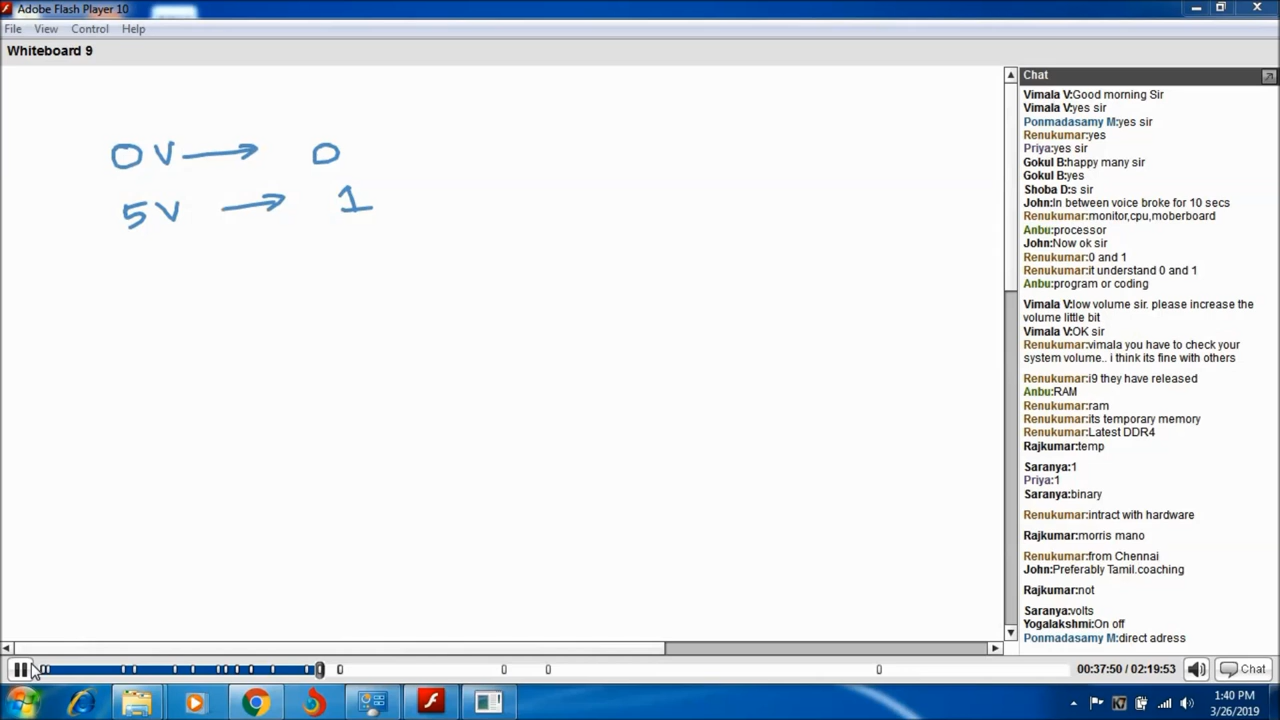 Adobe Flash Player 10
File View Control Help
Whiteboard 9
0V → 0
5V → 1
Chat
Vimala V:Good morning Sir
Vimala V:yes sir
Ponmadasamy M:yes sir
Renukumar:yes
Priya:yes sir
Gokul B:happy many sir
Gokul B:yes
Shoba D:s sir
John:In between voice broke for 10 secs
Renukumar:monitor,cpu,moberboard
Anbu:processor
John:Now ok sir
Renukumar:0 and 1
Renukumar:it understand 0 and 1
Anbu:program or coding
Vimala V:low volume sir. please increase the
volume little bit
Vimala V:OK sir
Renukumar:vimala you have to check your
system volume.. i think its fine with others
Renukumar:i9 they have released
Anbu:RAM
Renukumar:ram
Renukumar:its temporary memory
Renukumar:Latest DDR4
Rajkumar:temp
Saranya:1
Priya:1
Saranya:binary
Renukumar:intract with hardware
Rajkumar:morris mano
Renukumar:from Chennai
John:Preferably Tamil.coaching
Rajkumar:not
Saranya:volts
Yogalakshmi:On off
Ponmadasamy M:direct adress
00:37:50 / 02:19:53
Chat
1:40 PM
3/26/2019